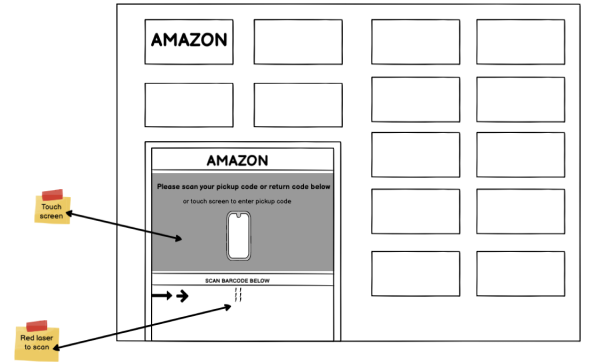 AMAZON
AMAZON
Please scan your pickup code or return code below
or touch screen to enter pickup code
Touch
screen
SCAN BARCODE BELOW
Red laser
to scan